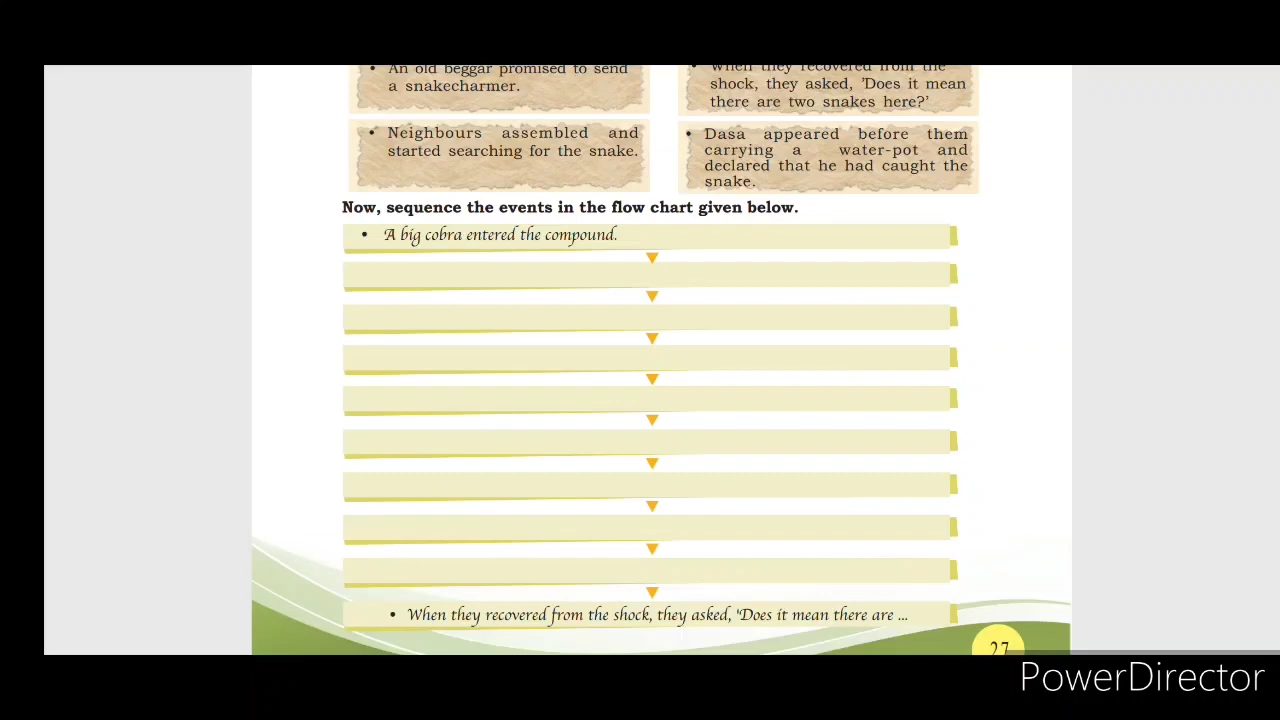 An old beggar promised to send
a snakecharmer.
When they recovered from the
shock, they asked, 'Does it mean
there are two snakes here?'
• Neighbours assembled and
started searching for the snake.
• Dasa appeared before them
carrying a water-pot and
declared that he had caught the
snake.
Now, sequence the events in the flow chart given below.
• A big cobra entered the compound.
• When they recovered from the shock, they asked, 'Does it mean there are ...
27
PowerDirector